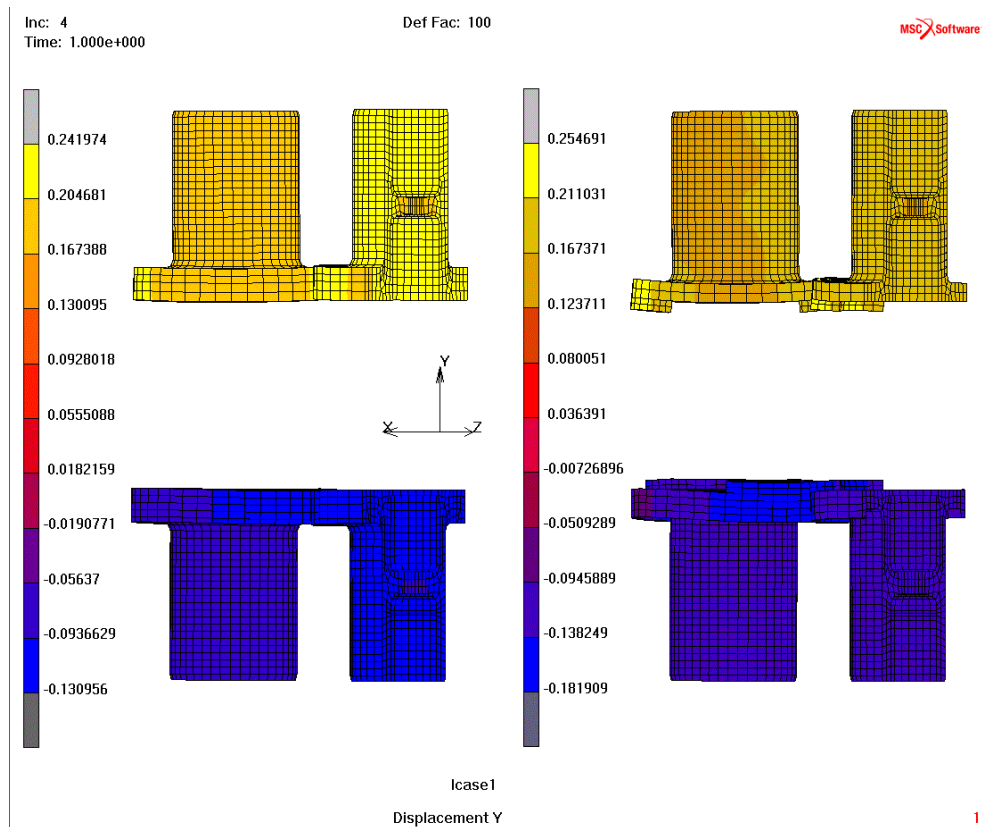 Inc: 4
Time: 1.000e+000
Def Fac: 100
MSC Software
0.241974
0.204681
0.167388
0.130095
0.0928018
0.0555088
0.0182159
-0.0190771
-0.05637
-0.0936629
-0.130956
0.254691
0.211031
0.167371
0.123711
0.080051
0.036391
-0.00726896
-0.0509289
-0.0945889
-0.138249
-0.181909
Y
X
Z
lcase1
Displacement Y
1